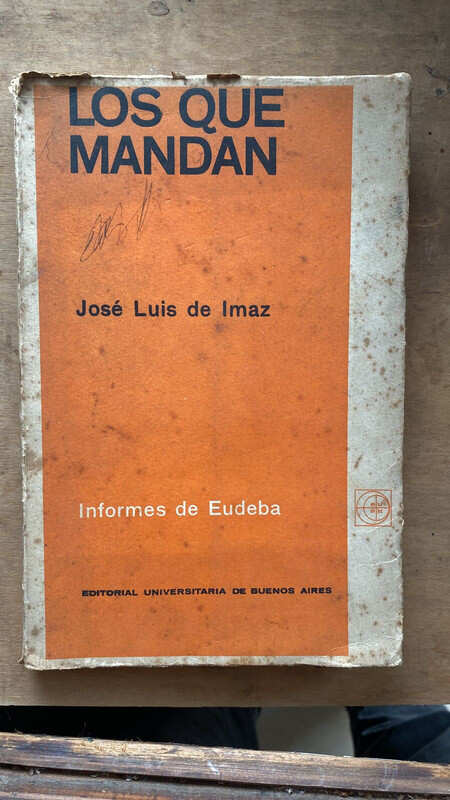 LOS QUE
MANDAN
José Luis de Imaz
Informes de Eudeba
EDITORIAL UNIVERSITARIA DE BUENOS AIRES